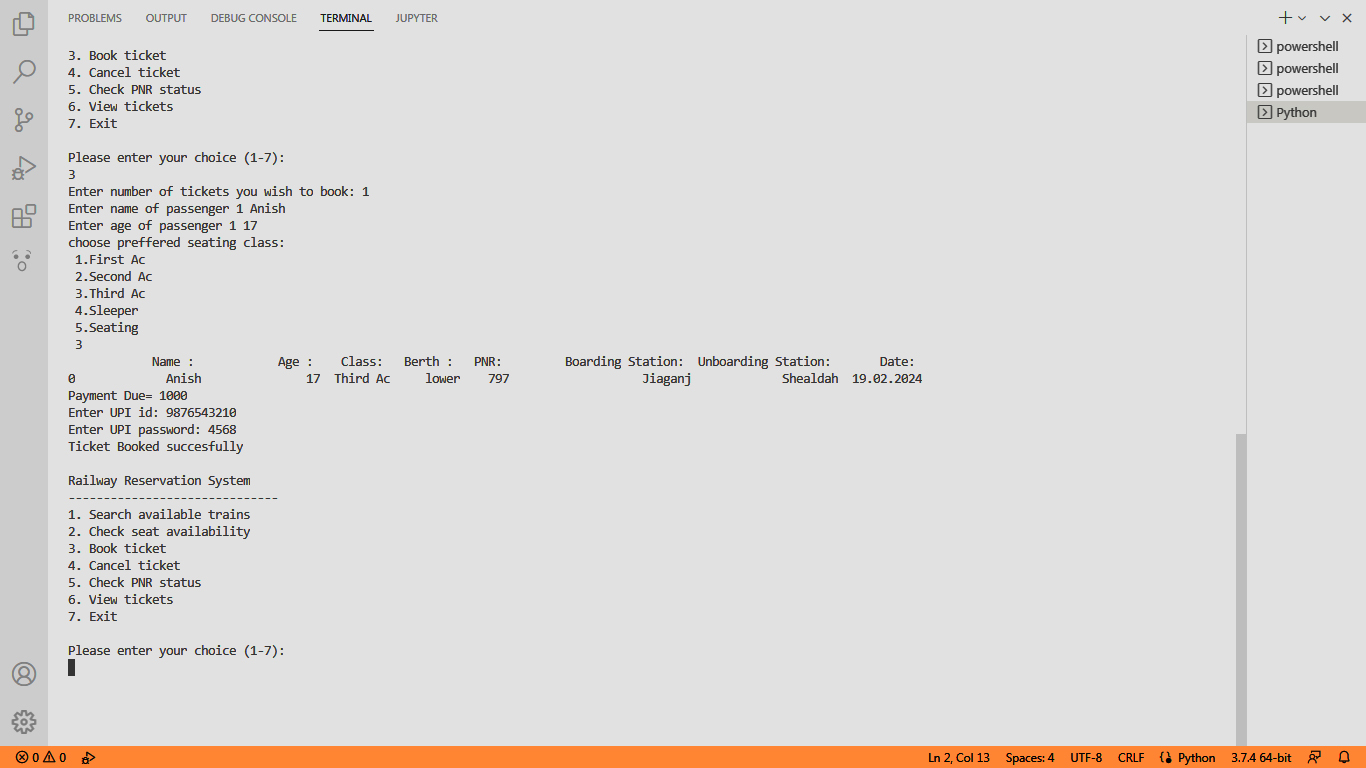 PROBLEMS OUTPUT DEBUG CONSOLE TERMINAL JUPYTER
3. Book ticket
4. Cancel ticket
5. Check PNR status
6. View tickets
7. Exit
Please enter your choice (1-7):
3
Enter number of tickets you wish to book: 1
Enter name of passenger 1 Anish
Enter age of passenger 1 17
choose preffered seating class:
1.First Ac
2.Second Ac
3.Third Ac
4.Sleeper
5.Seating
3
Name : Age : Class: Berth : PNR: Boarding Station: Unboarding Station: Date:
0 Anish 17 Third Ac lower 797 Jiaganj Shealdah 19.02.2024
Payment Due= 1000
Enter UPI id: 9876543210
Enter UPI password: 4568
Ticket Booked succesfully
Railway Reservation System
------------------------------
1. Search available trains
2. Check seat availability
3. Book ticket
4. Cancel ticket
5. Check PNR status
6. View tickets
7. Exit
Please enter your choice (1-7):
powershell
powershell
powershell
Python
0 0 Ln 2, Col 13 Spaces: 4 UTF-8 CRLF Python 3.7.4 64-bit